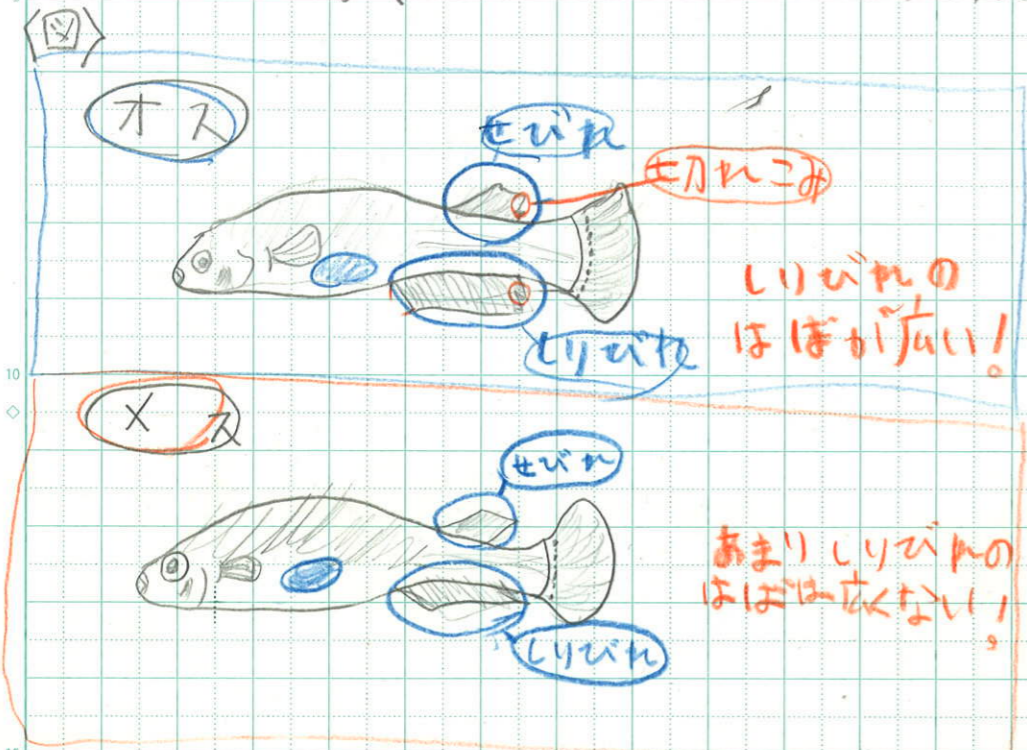 図
オス
せびれ
切れこみ
しりびれの
はばが広い!
しりびれ
10
メス
せびれ
あまりしりびれの
はばは広くない!
しりびれ